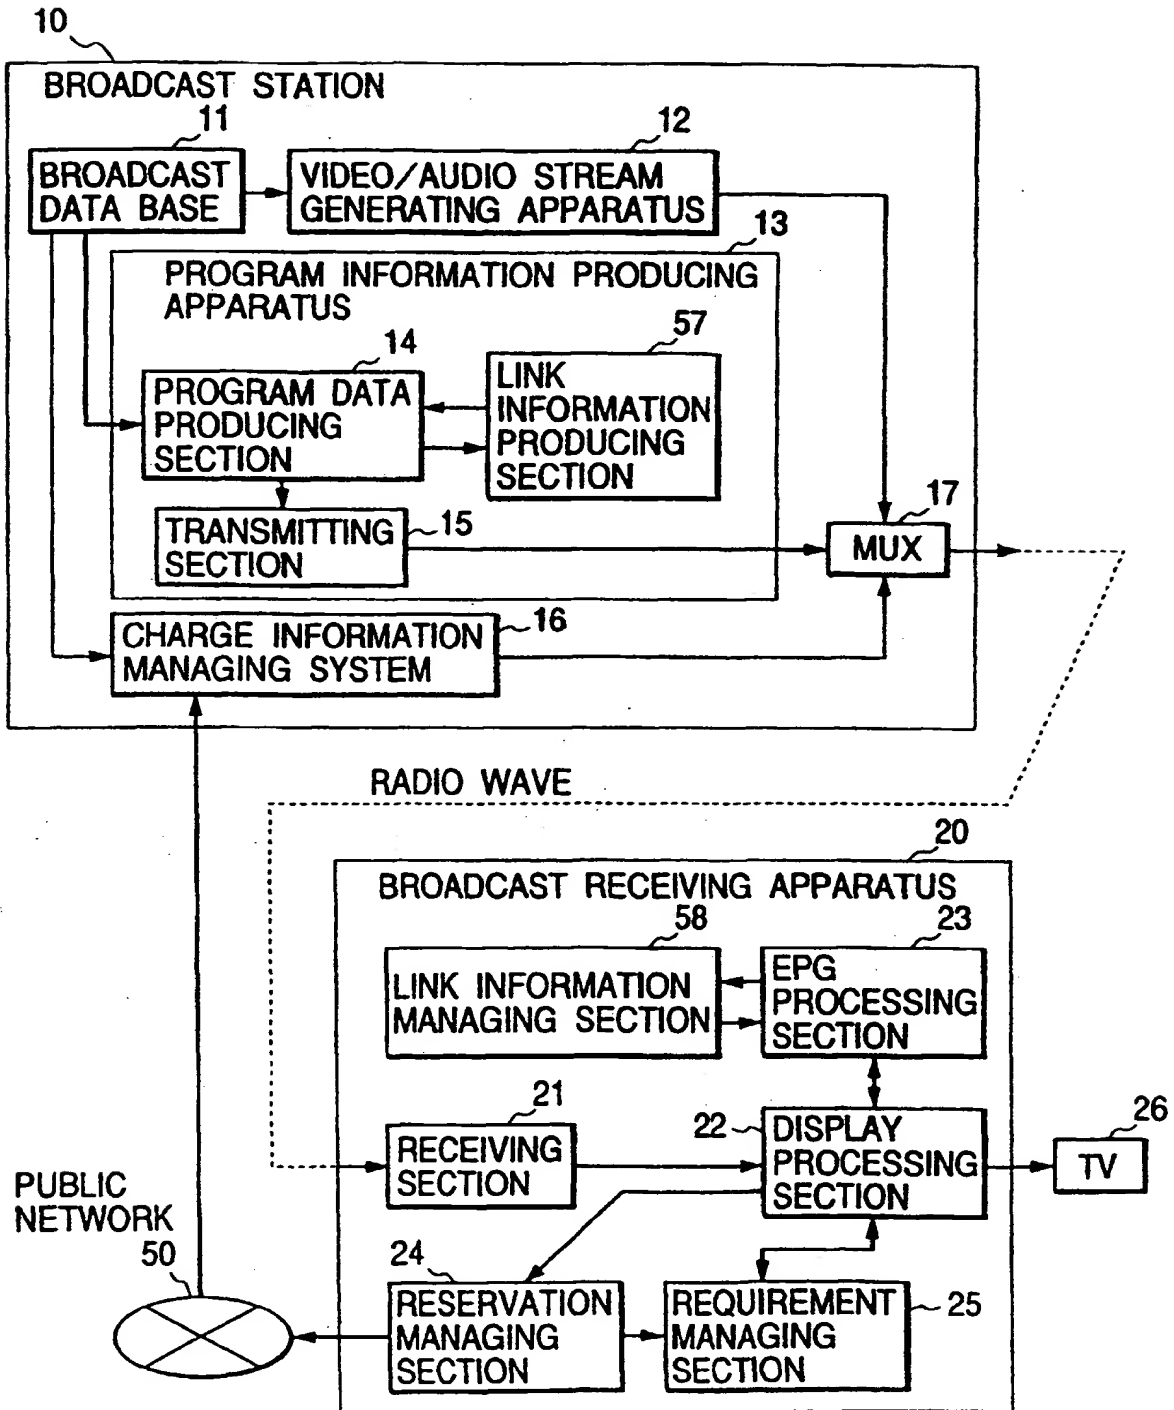 10
BROADCAST STATION
11
12
BROADCAST
DATA BASE
VIDEO/AUDIO STREAM
GENERATING APPARATUS
13
PROGRAM INFORMATION PRODUCING
APPARATUS
14
57
PROGRAM DATA
PRODUCING
SECTION
LINK
INFORMATION
PRODUCING
SECTION
17
MUX
TRANSMITTING
SECTION
15
CHARGE INFORMATION
MANAGING SYSTEM
16
RADIO WAVE
20
BROADCAST RECEIVING APPARATUS
58
23
LINK INFORMATION
MANAGING SECTION
EPG
PROCESSING
SECTION
21
RECEIVING
SECTION
22
DISPLAY
PROCESSING
SECTION
26
TV
PUBLIC
NETWORK
50
24
RESERVATION
MANAGING
SECTION
REQUIREMENT
MANAGING
SECTION
25